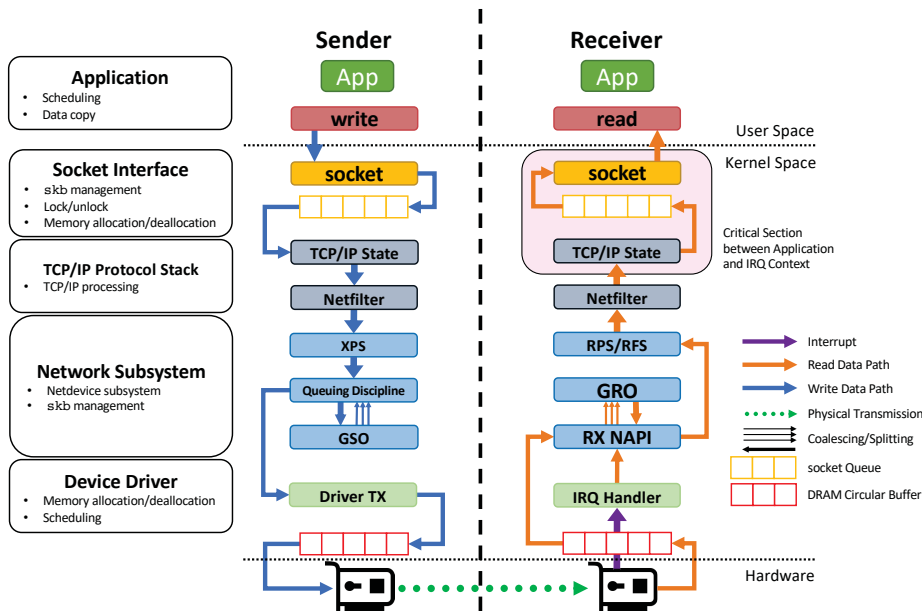 Sender
Receiver
App
App
Application
• Scheduling
• Data copy
write
read
User Space
Kernel Space
Socket Interface
• skb management
• Lock/unlock
• Memory allocation/deallocation
socket
socket
TCP/IP State
TCP/IP State
Critical Section
between Application
and IRQ Context
TCP/IP Protocol Stack
• TCP/IP processing
Netfilter
Netfilter
Network Subsystem
• Netdevice subsystem
• skb management
XPS
RPS/RFS
Queuing Discipline
GRO
GSO
RX NAPI
Interrupt
Read Data Path
Write Data Path
Physical Transmission
Coalescing/Splitting
socket Queue
DRAM Circular Buffer
Device Driver
• Memory allocation/deallocation
• Scheduling
Driver TX
IRQ Handler
Hardware